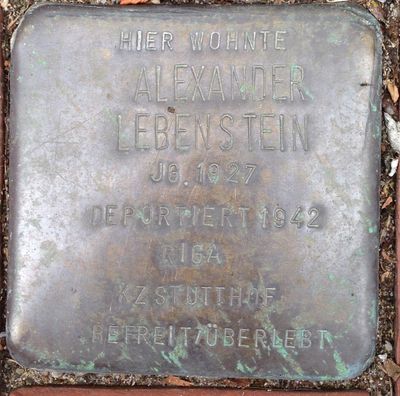 HIER WOHNTE
ALEXANDER
LEBENSTEIN
JG. 1927
DEPORTIERT 1942
RIGA
KZ STUTTHOF
BEFREIT/ÜBERLEBT